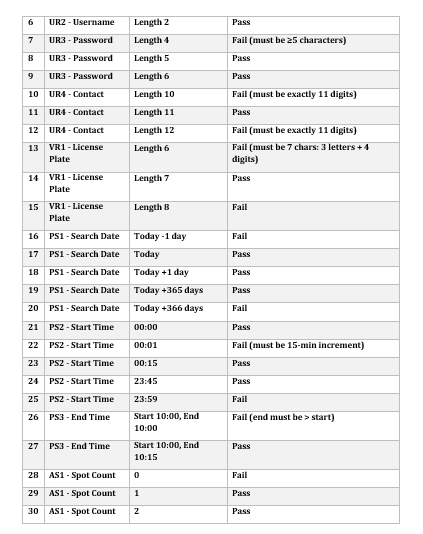 6 UR2 - Username Length 2 Pass
7 UR3 - Password Length 4 Fail (must be ≥5 characters)
8 UR3 - Password Length 5 Pass
9 UR3 - Password Length 6 Pass
10 UR4 - Contact Length 10 Fail (must be exactly 11 digits)
11 UR4 - Contact Length 11 Pass
12 UR4 - Contact Length 12 Fail (must be exactly 11 digits)
13 VR1 - License Length 6 Fail (must be 7 chars: 3 letters + 4
Plate digits)
14 VR1 - License Length 7 Pass
Plate
15 VR1 - License Length 8 Fail
Plate
16 PS1 - Search Date Today -1 day Fail
17 PS1 - Search Date Today Pass
18 PS1 - Search Date Today +1 day Pass
19 PS1 - Search Date Today +365 days Pass
20 PS1 - Search Date Today +366 days Fail
21 PS2 - Start Time 00:00 Pass
22 PS2 - Start Time 00:01 Fail (must be 15-min increment)
23 PS2 - Start Time 00:15 Pass
24 PS2 - Start Time 23:45 Pass
25 PS2 - Start Time 23:59 Fail
26 PS3 - End Time Start 10:00, End Fail (end must be > start)
10:00
27 PS3 - End Time Start 10:00, End Pass
10:15
28 AS1 - Spot Count 0 Fail
29 AS1 - Spot Count 1 Pass
30 AS1 - Spot Count 2 Pass